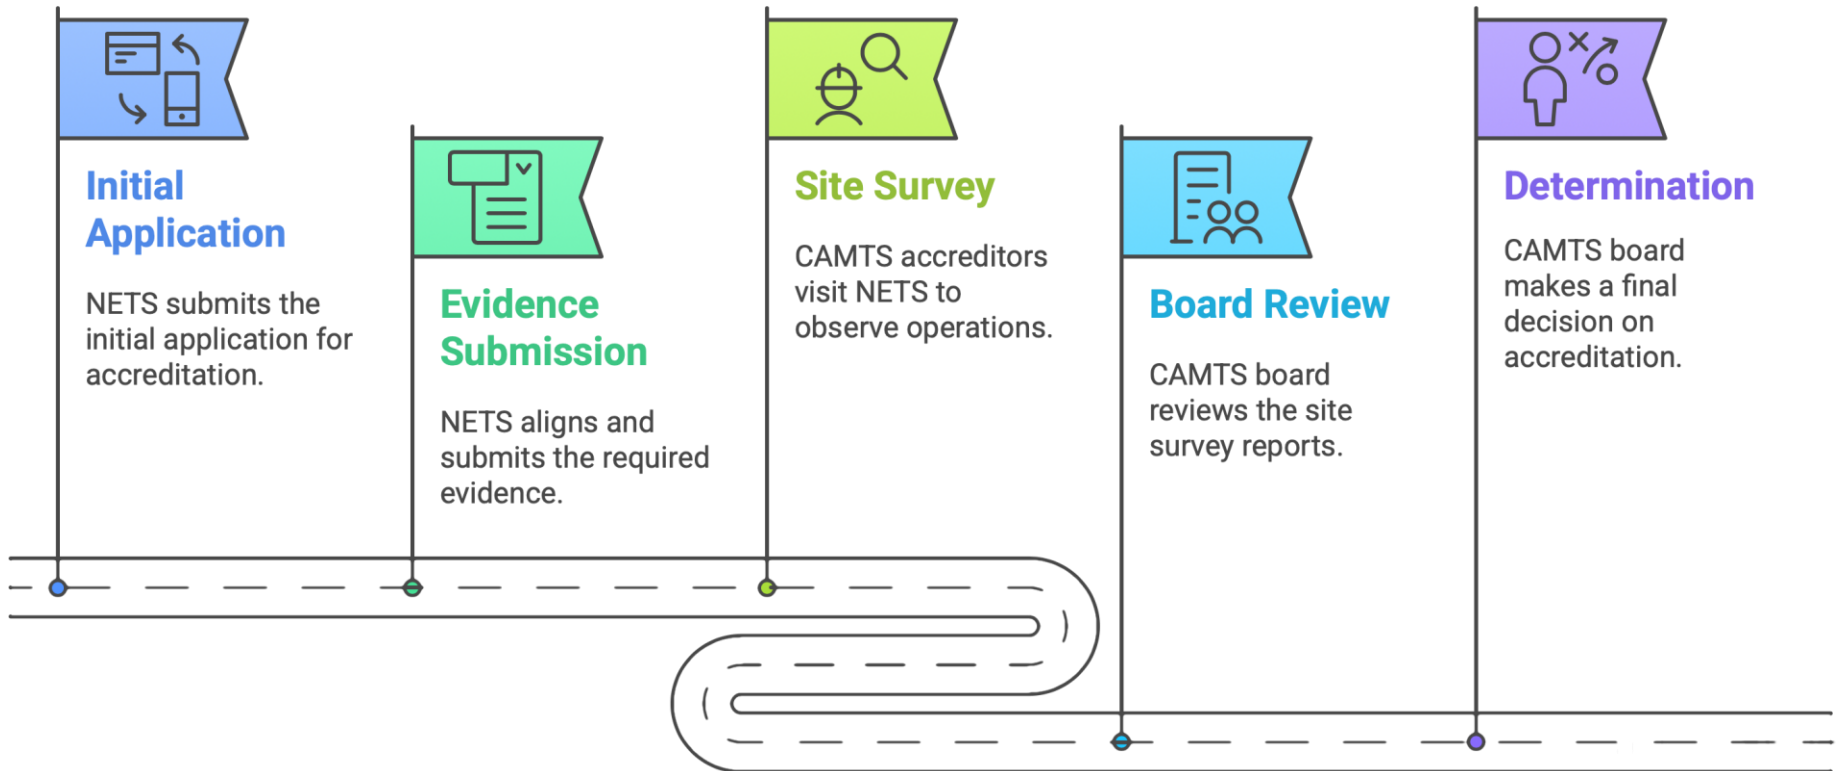 Initial
Application
NETS submits the
initial application for
accreditation.
Evidence
Submission
NETS aligns and
submits the required
evidence.
Site Survey
CAMTS accreditors
visit NETS to
observe operations.
Board Review
CAMTS board
reviews the site
survey reports.
Determination
CAMTS board
makes a final
decision on
accreditation.